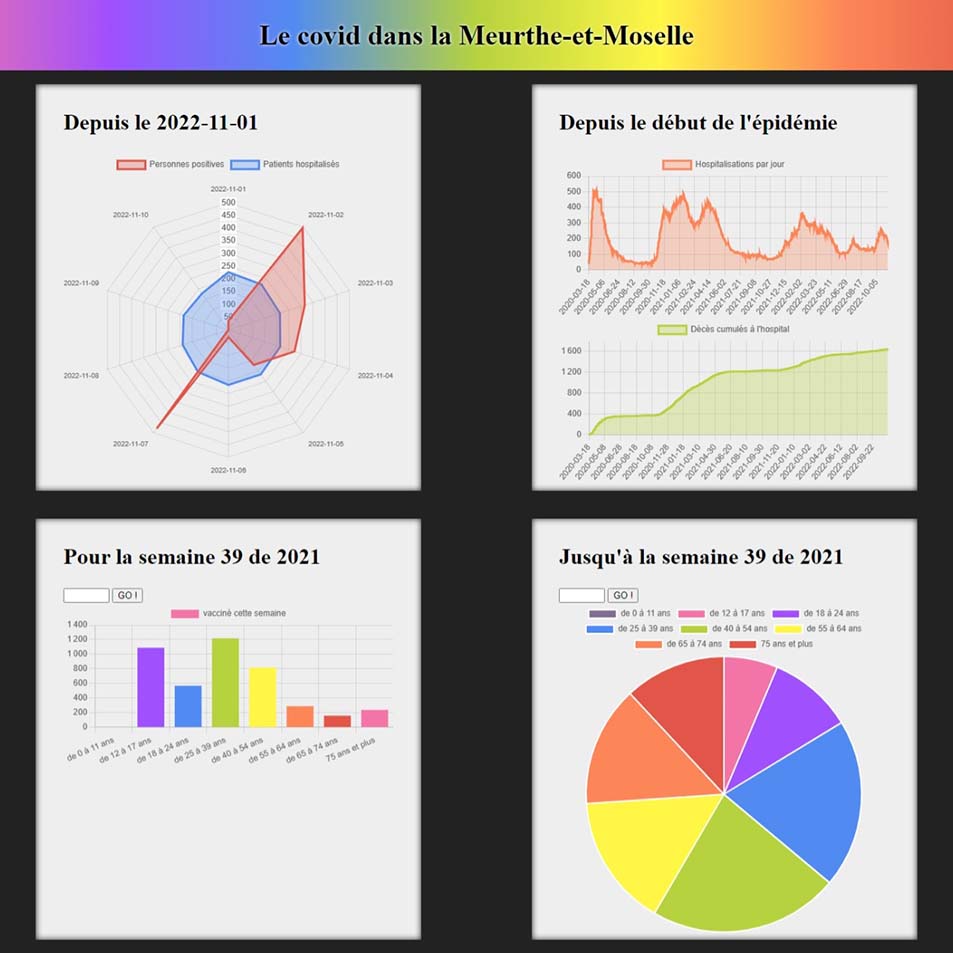 Le covid dans la Meurthe-et-Moselle
Depuis le 2022-11-01
Personnes positives Patients hospitalisés
2022-11-01
500
450
400
350
300
250
200
150
100
50
2022-11-02
2022-11-03
2022-11-04
2022-11-05
2022-11-06
2022-11-07
2022-11-08
2022-11-09
2022-11-10
Depuis le début de l'épidémie
Hospitalisations par jour
600
500
400
300
200
100
0
2020-03-18 2020-05-06 2020-06-24 2020-08-12 2020-09-30 2020-11-18 2021-01-06 2021-02-24 2021-04-14 2021-06-02 2021-07-21 2021-09-08 2021-10-27 2021-12-15 2022-02-02 2022-03-23 2022-05-11 2022-06-29 2022-08-17 2022-10-05
Décès cumulés à l'hospital
1 600
1 200
800
400
0
2020-03-18 2020-05-08 2020-06-28 2020-08-18 2020-10-08 2020-11-28 2021-01-18 2021-03-10 2021-04-30 2021-06-20 2021-08-10 2021-09-30 2021-11-20 2022-01-10 2022-03-02 2022-04-22 2022-06-12 2022-08-02 2022-09-22
Pour la semaine 39 de 2021
GO !
vacciné cette semaine
1 400
1 200
1 000
800
600
400
200
0
de 0 à 11 ans de 12 à 17 ans de 18 à 24 ans de 25 à 39 ans de 40 à 54 ans de 55 à 64 ans de 65 à 74 ans 75 ans et plus
Jusqu'à la semaine 39 de 2021
GO !
de 0 à 11 ans de 12 à 17 ans de 18 à 24 ans
de 25 à 39 ans de 40 à 54 ans de 55 à 64 ans
de 65 à 74 ans 75 ans et plus